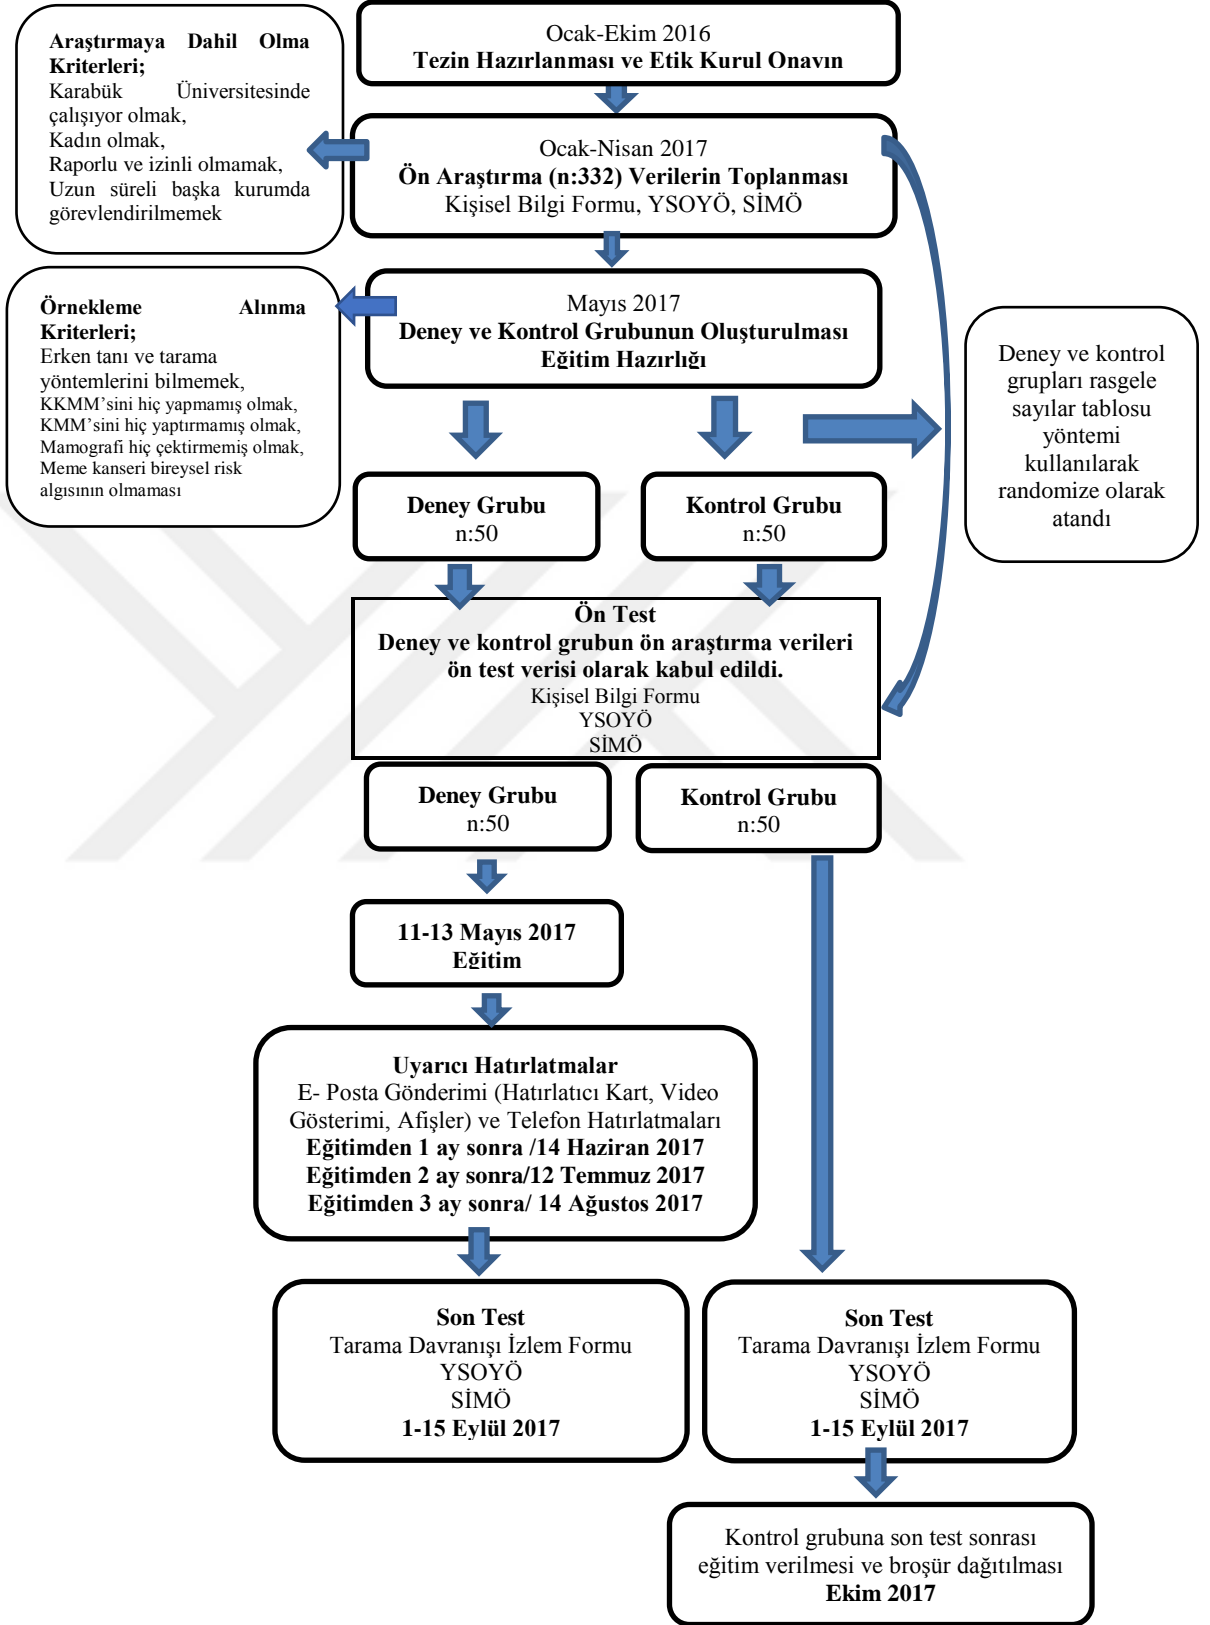 Ocak-Ekim 2016
Tezin Hazırlanması ve Etik Kurul Onavın
Araştırmaya Dahil Olma
Kriterleri;
Karabük Üniversitesinde
çalışıyor olmak,
Kadın olmak,
Raporlu ve izinli olmamak,
Uzun süreli başka kurumda
görevlendirilmemek
Ocak-Nisan 2017
Ön Araştırma (n:332) Verilerin Toplanması
Kişisel Bilgi Formu, YSOYÖ, SİMÖ
Örnekleme Alınma
Kriterleri;
Erken tanı ve tarama
yöntemlerini bilmemek,
KKMM’sini hiç yapmamış olmak,
KMM’sini hiç yaptırmamış olmak,
Mamografi hiç çektirmemiş olmak,
Meme kanseri bireysel risk
algısının olmaması
Mayıs 2017
Deney ve Kontrol Grubunun Oluşturulması
Eğitim Hazırlığı
Deney ve kontrol
grupları rasgele
sayılar tablosu
yöntemi
kullanılarak
randomize olarak
atandı
Deney Grubu
n:50
Kontrol Grubu
n:50
Ön Test
Deney ve kontrol grubun ön araştırma verileri
ön test verisi olarak kabul edildi.
Kişisel Bilgi Formu
YSOYÖ
SİMÖ
Deney Grubu
n:50
Kontrol Grubu
n:50
11-13 Mayıs 2017
Eğitim
Uyarıcı Hatırlatmalar
E- Posta Gönderimi (Hatırlatıcı Kart, Video
Gösterimi, Afişler) ve Telefon Hatırlatmaları
Eğitimden 1 ay sonra /14 Haziran 2017
Eğitimden 2 ay sonra/12 Temmuz 2017
Eğitimden 3 ay sonra/ 14 Ağustos 2017
Son Test
Tarama Davranışı İzlem Formu
YSOYÖ
SİMÖ
1-15 Eylül 2017
Son Test
Tarama Davranışı İzlem Formu
YSOYÖ
SİMÖ
1-15 Eylül 2017
Kontrol grubuna son test sonrası
eğitim verilmesi ve broşür dağıtılması
Ekim 2017